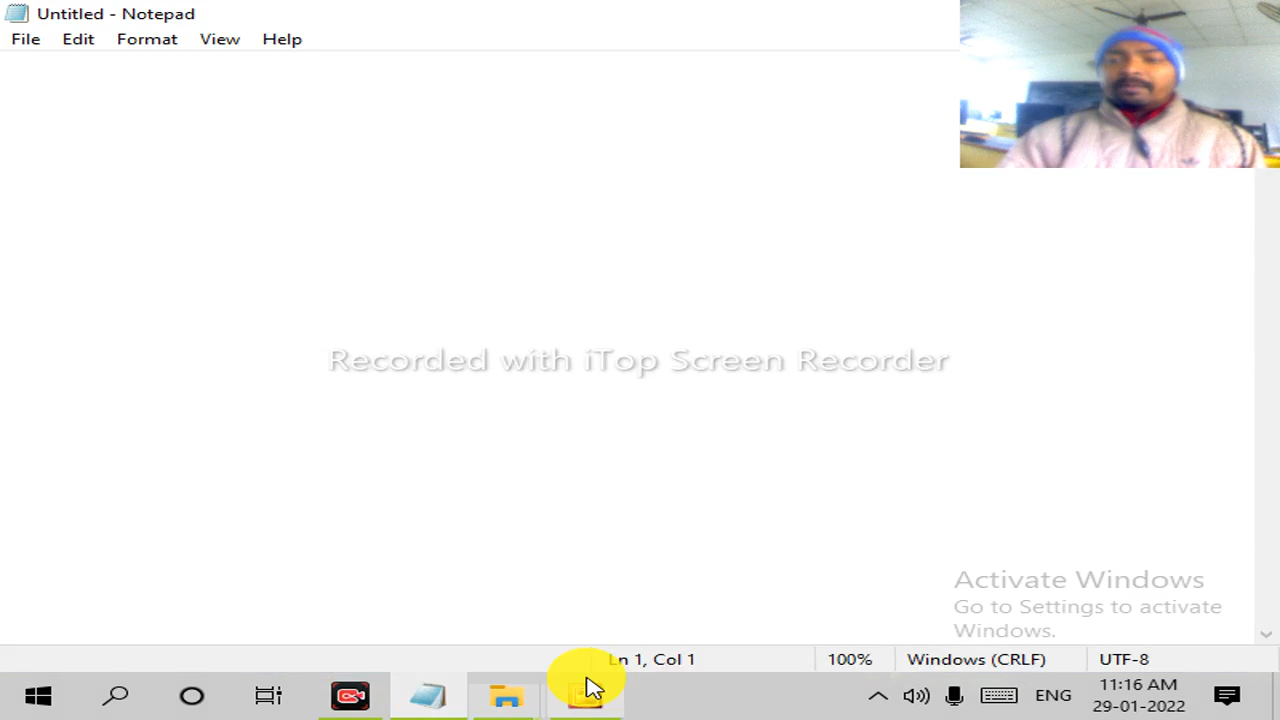 Untitled - Notepad
File Edit Format View Help
Recorded with iTop Screen Recorder
Activate Windows
Go to Settings to activate
Windows.
Ln 1, Col 1 100% Windows (CRLF) UTF-8
ENG
11:16 AM
29-01-2022